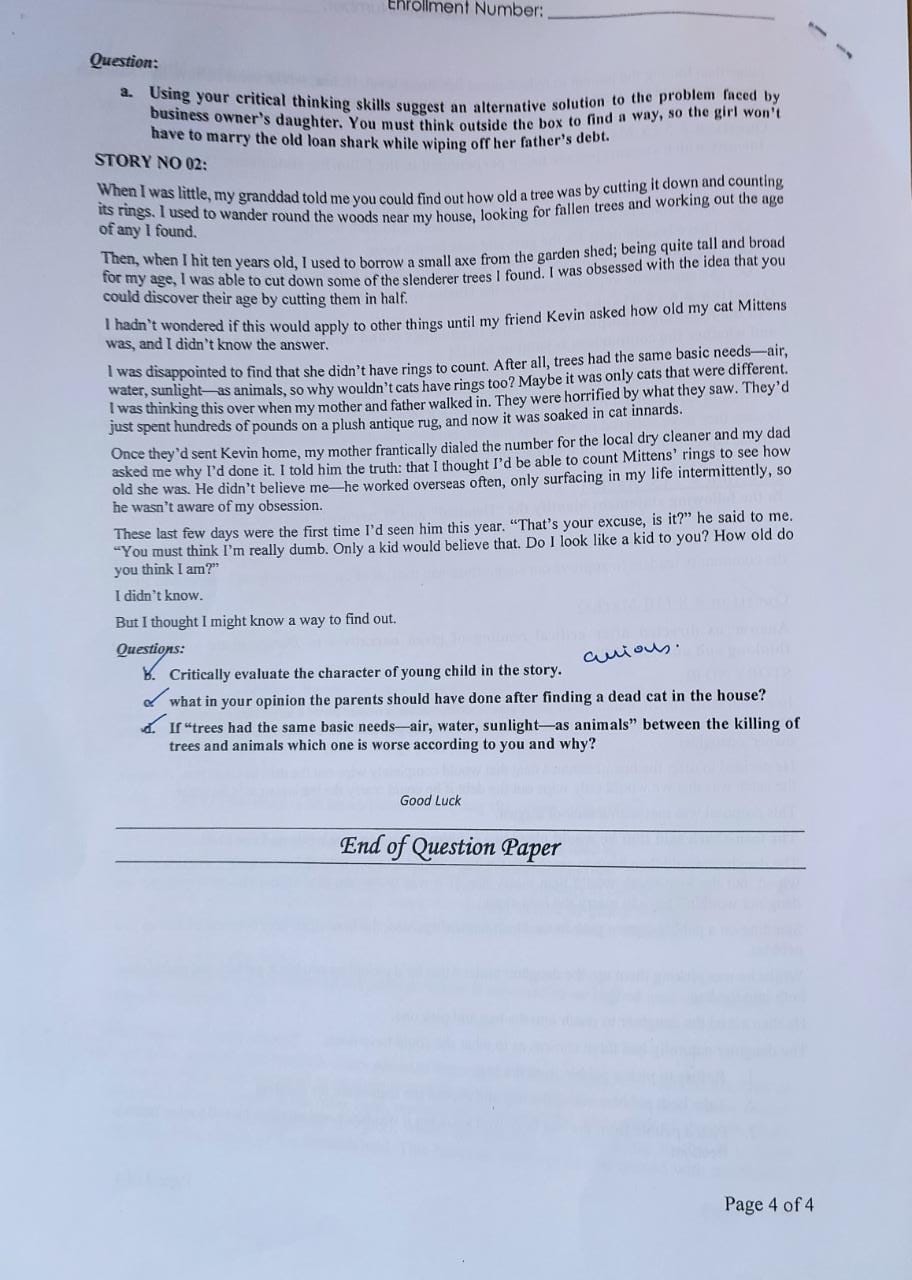 Enrollment Number:
Question:
a. Using your critical thinking skills suggest an alternative solution to the problem faced by
business owner's daughter. You must think outside the box to find a way, so the girl won't
have to marry the old loan shark while wiping off her father's debt.
STORY NO 02:
When I was little, my granddad told me you could find out how old a tree was by cutting it down and counting
its rings. I used to wander round the woods near my house, looking for fallen trees and working out the age
of any I found.
Then, when I hit ten years old, I used to borrow a small axe from the garden shed; being quite tall and broad
for my age, I was able to cut down some of the slenderer trees I found. I was obsessed with the idea that you
could discover their age by cutting them in half.
I hadn't wondered if this would apply to other things until my friend Kevin asked how old my cat Mittens
was, and I didn't know the answer.
I was disappointed to find that she didn't have rings to count. After all, trees had the same basic needs—air,
water, sunlight—as animals, so why wouldn't cats have rings too? Maybe it was only cats that were different.
I was thinking this over when my mother and father walked in. They were horrified by what they saw. They'd
just spent hundreds of pounds on a plush antique rug, and now it was soaked in cat innards.
Once they'd sent Kevin home, my mother frantically dialed the number for the local dry cleaner and my dad
asked me why I'd done it. I told him the truth: that I thought I'd be able to count Mittens' rings to see how
old she was. He didn't believe me—he worked overseas often, only surfacing in my life intermittently, so
he wasn't aware of my obsession.
These last few days were the first time I'd seen him this year. "That's your excuse, is it?" he said to me.
"You must think I'm really dumb. Only a kid would believe that. Do I look like a kid to you? How old do
you think I am?"
I didn't know.
But I thought I might know a way to find out.
Questions:
b. Critically evaluate the character of young child in the story.
what in your opinion the parents should have done after finding a dead cat in the house?
d. If "trees had the same basic needs—air, water, sunlight—as animals" between the killing of
trees and animals which one is worse according to you and why?
Good Luck
End of Question Paper
Page 4 of 4